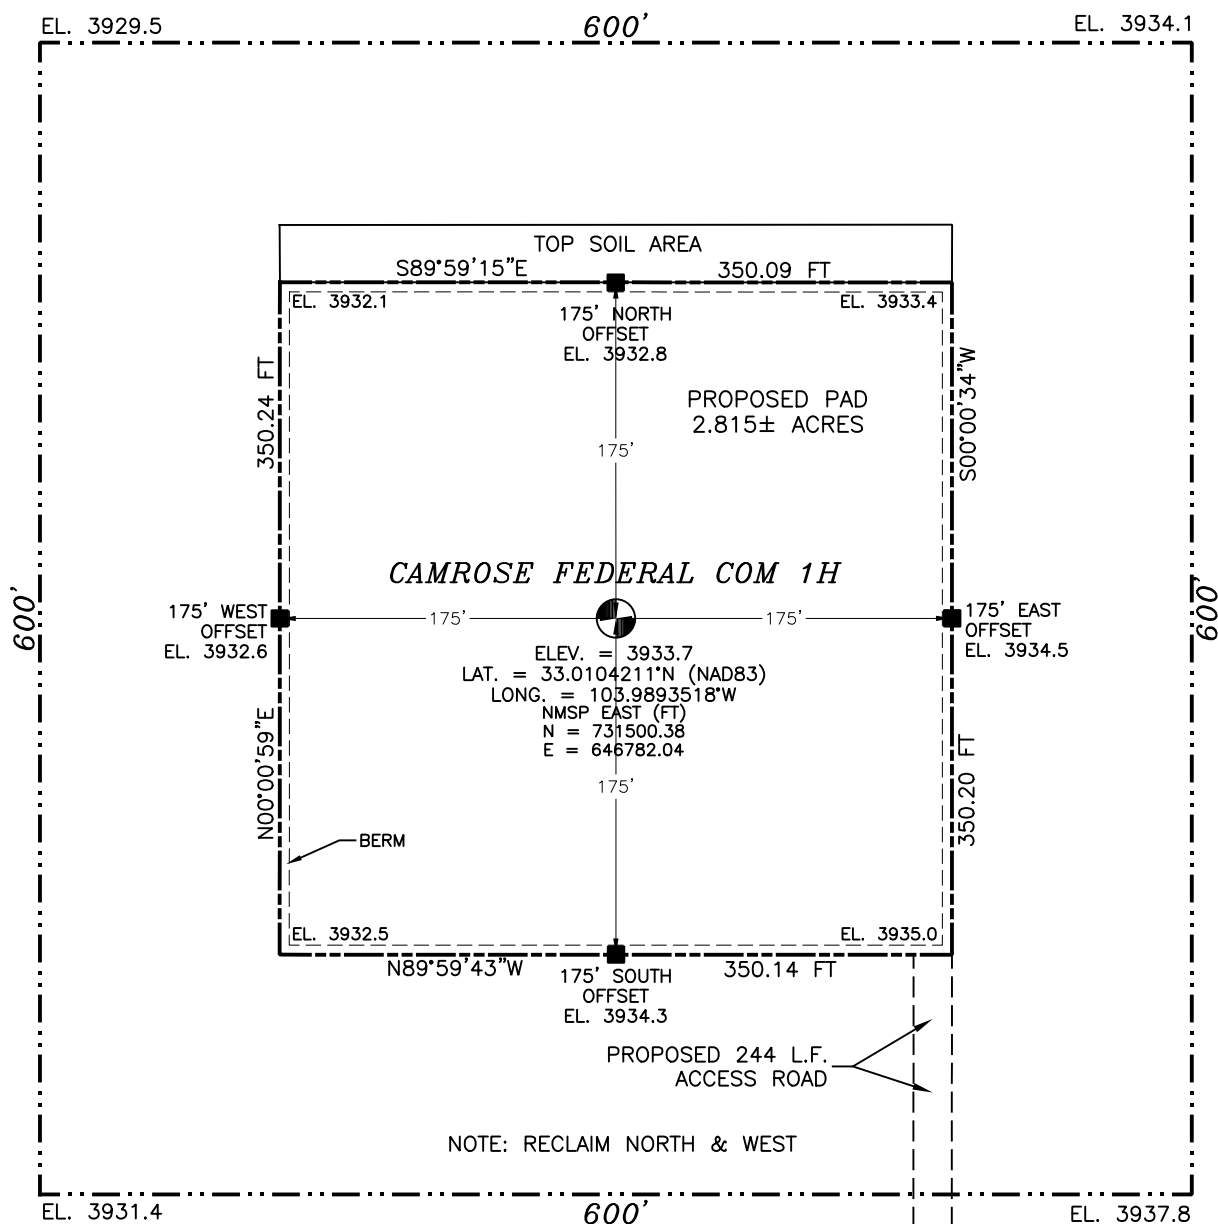 EL. 3929.5
600'
EL. 3934.1
TOP SOIL AREA
S89°59'15"E
350.09 FT
EL. 3932.1
EL. 3933.4
175' NORTH
OFFSET
EL. 3932.8
350.24 FT
S00°00'34"W
PROPOSED PAD
2.815± ACRES
175'
CAMROSE FEDERAL COM 1H
600'
600'
175' WEST
OFFSET
EL. 3932.6
175'
175'
175' EAST
OFFSET
EL. 3934.5
ELEV. = 3933.7
LAT. = 33.0104211°N (NAD83)
LONG. = 103.9893518°W
NMSP EAST (FT)
N = 731500.38
E = 646782.04
N00°00'59"E
350.20 FT
175'
BERM
EL. 3932.5
EL. 3935.0
N89°59'43"W
350.14 FT
175' SOUTH
OFFSET
EL. 3934.3
PROPOSED 244 L.F.
ACCESS ROAD
NOTE: RECLAIM NORTH & WEST
EL. 3931.4
600'
EL. 3937.8